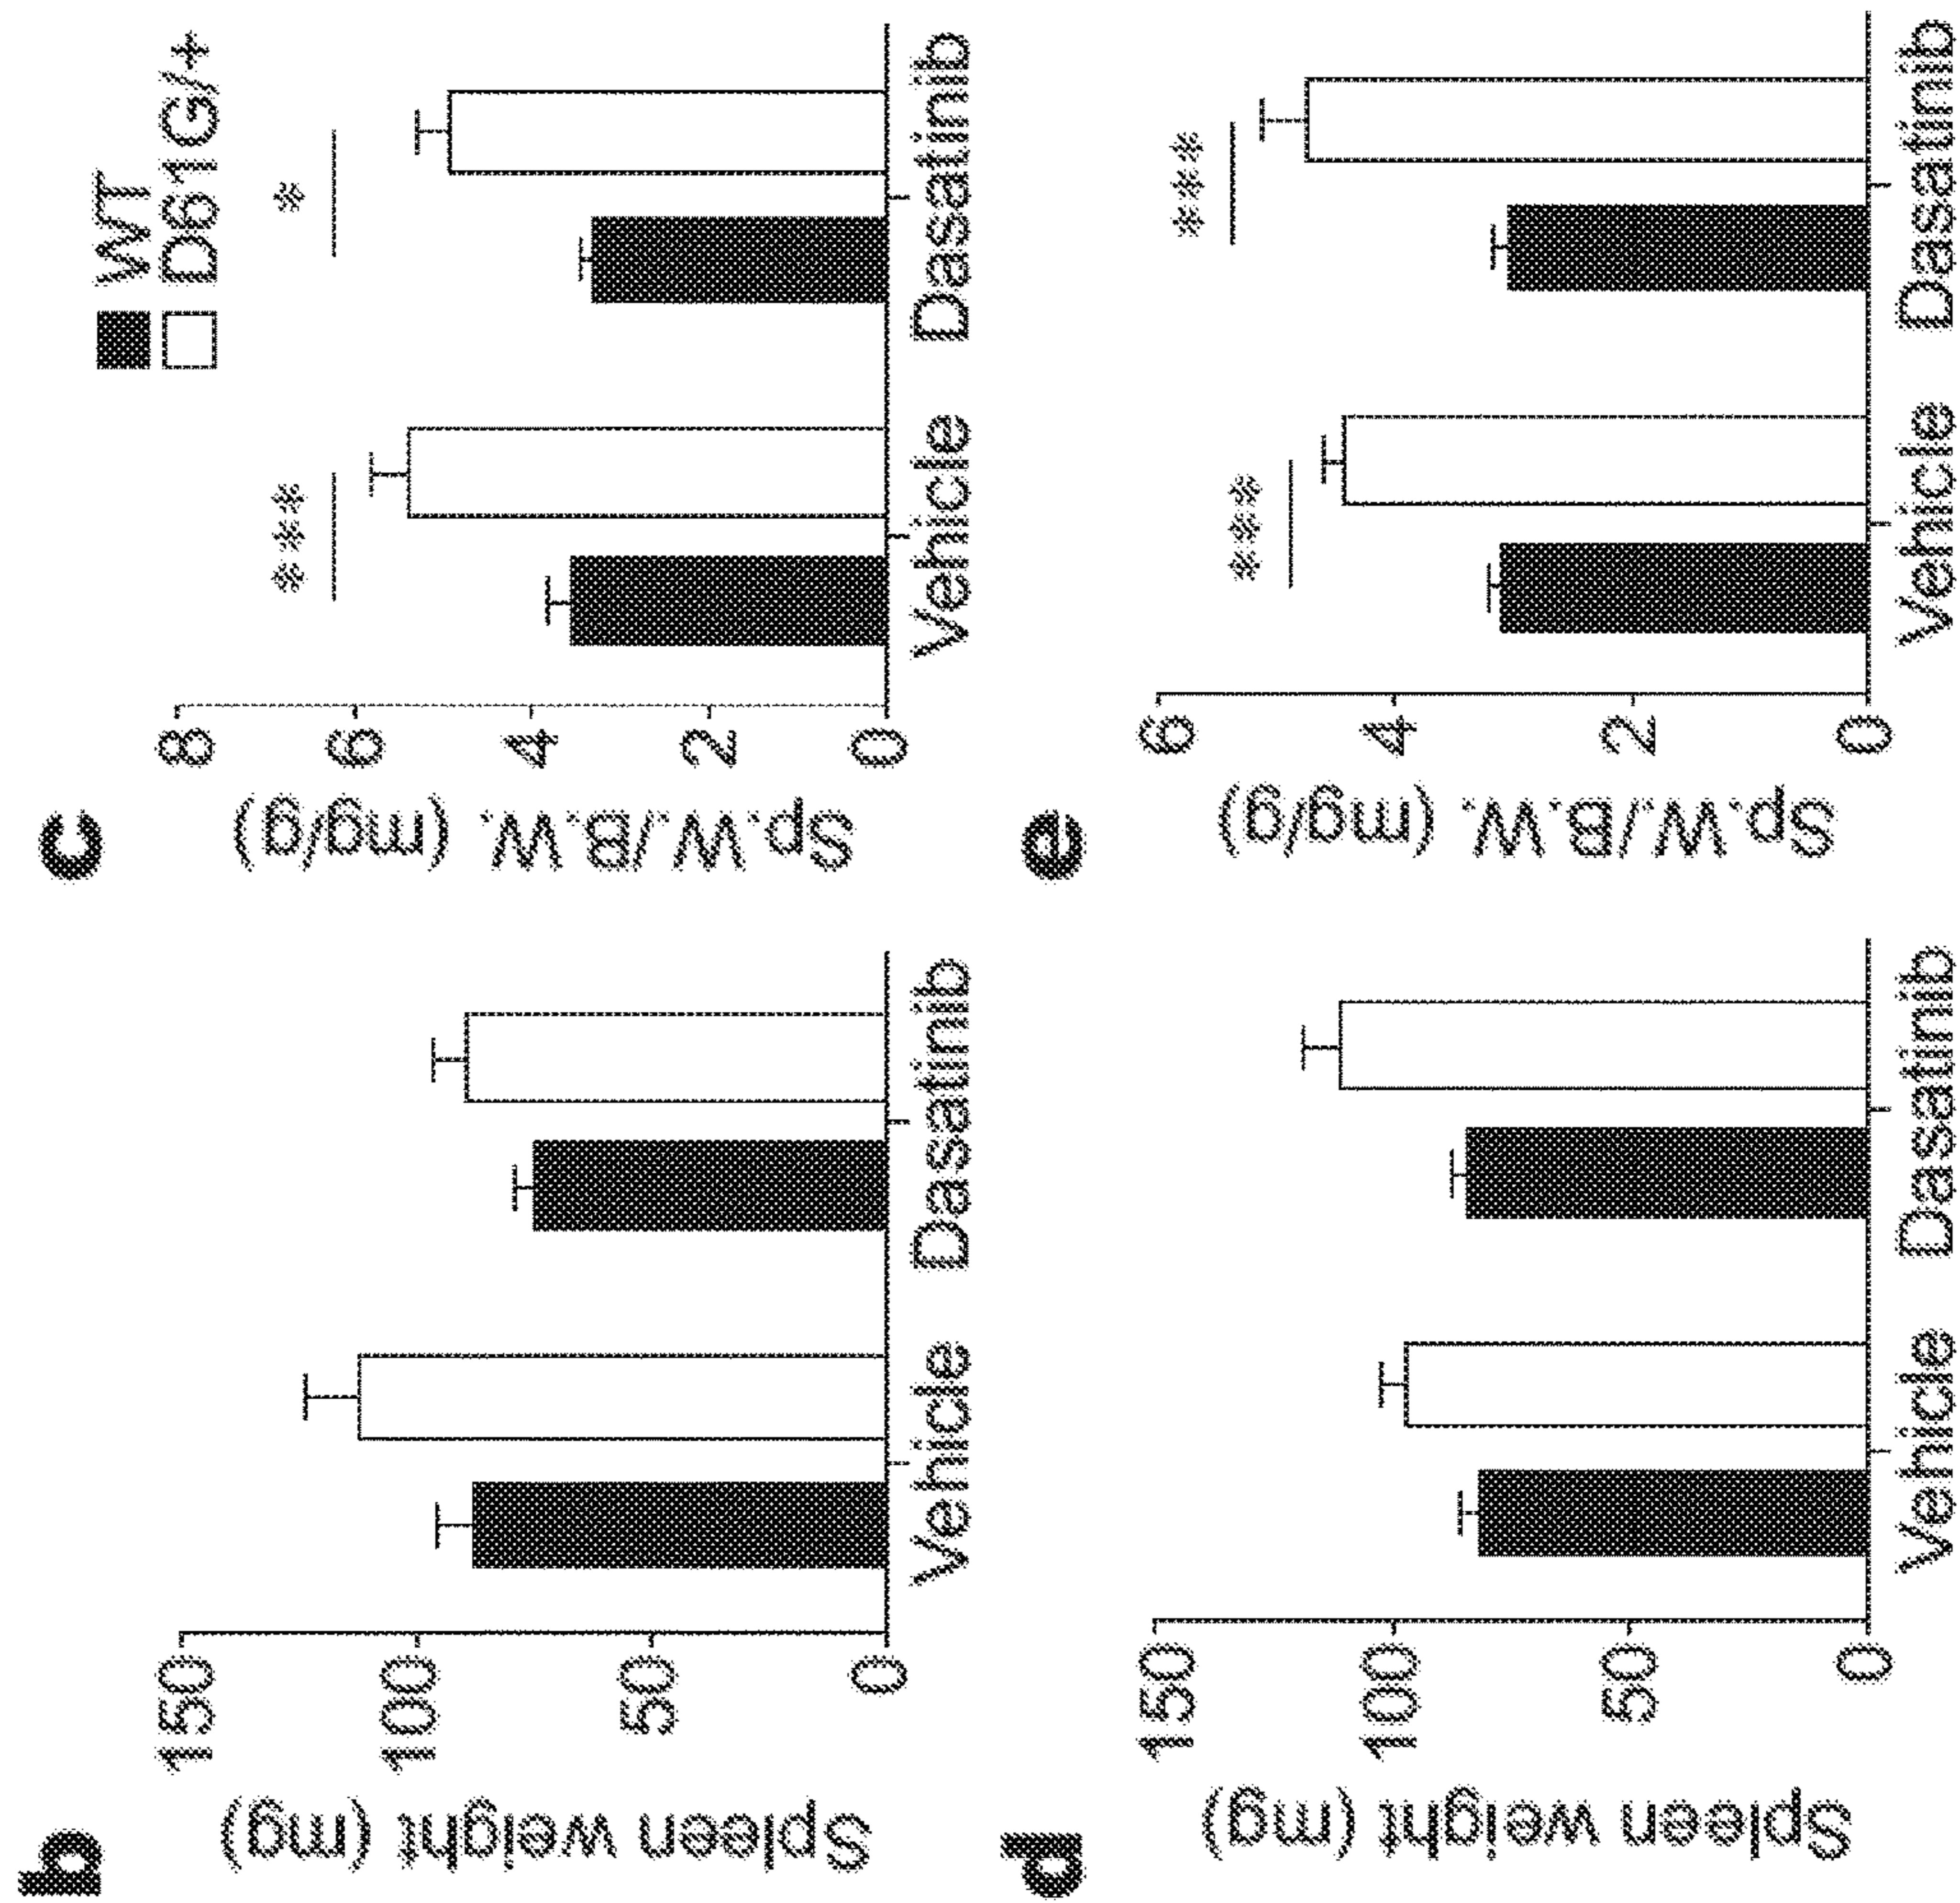 b
Spleen weight (mg)
150
100
50
0
Vehicle Dasatinib
c
WT
D61G/+
Sp.W./B.W. (mg/g)
8
6
4
2
0
***
*
Vehicle Dasatinib
d
Spleen weight (mg)
150
100
50
0
Vehicle Dasatinib
e
Sp.W./B.W. (mg/g)
6
4
2
0
***
***
Vehicle Dasatinib